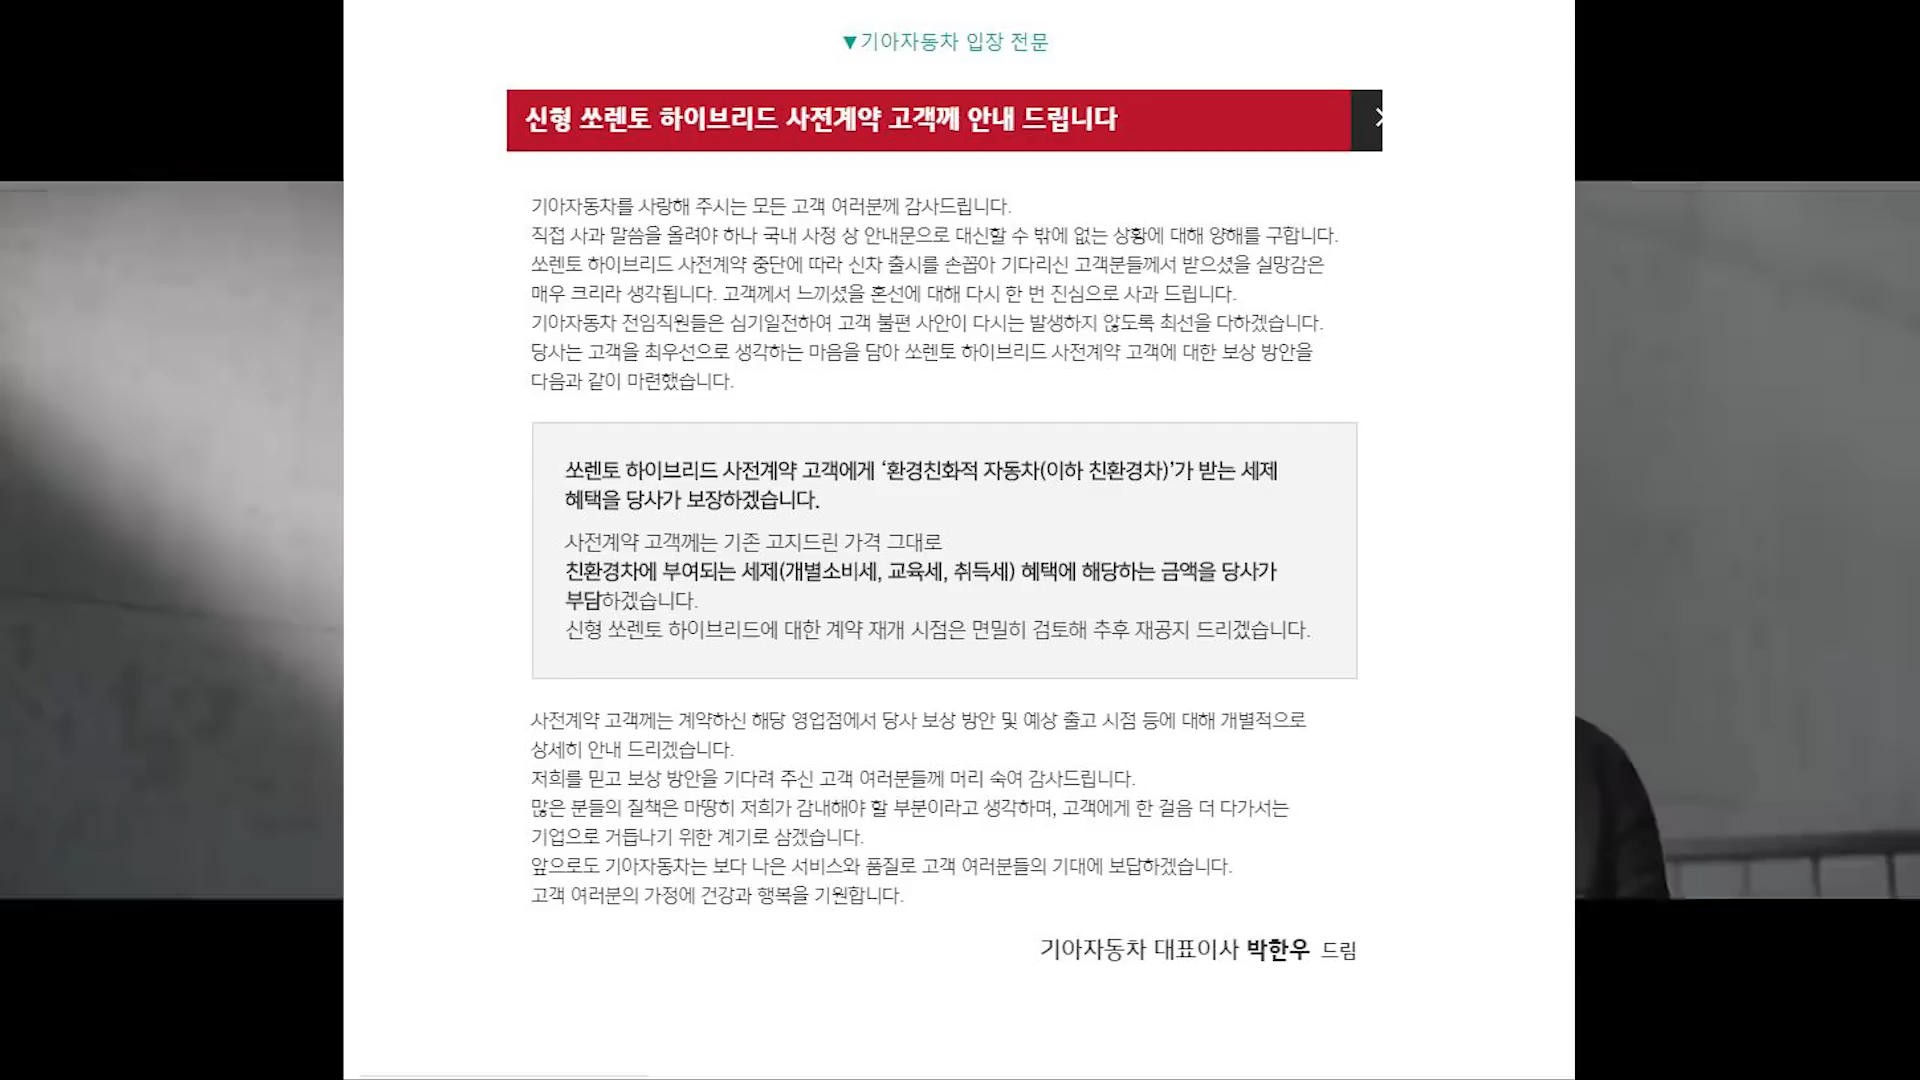 ▼기아자동차 입장 전문
신형 쏘렌토 하이브리드 사전계약 고객께 안내 드립니다
기아자동차를 사랑해 주시는 모든 고객 여러분께 감사드립니다.
직접 사과 말씀을 올려야 하나 국내 사정 상 안내문으로 대신할 수 밖에 없는 상황에 대해 양해를 구합니다.
쏘렌토 하이브리드 사전계약 중단에 따라 신차 출시를 손꼽아 기다리신 고객분들께서 받으셨을 실망감은
매우 크리라 생각됩니다. 고객께서 느끼셨을 혼선에 대해 다시 한 번 진심으로 사과 드립니다.
기아자동차 전임직원들은 심기일전하여 고객 불편 사안이 다시는 발생하지 않도록 최선을 다하겠습니다.
당사는 고객을 최우선으로 생각하는 마음을 담아 쏘렌토 하이브리드 사전계약 고객에 대한 보상 방안을
다음과 같이 마련했습니다.
쏘렌토 하이브리드 사전계약 고객에게 ‘환경친화적 자동차(이하 친환경차)’가 받는 세제
혜택을 당사가 보장하겠습니다.
사전계약 고객께는 기존 고지드린 가격 그대로
친환경차에 부여되는 세제(개별소비세, 교육세, 취득세) 혜택에 해당하는 금액을 당사가
부담하겠습니다.
신형 쏘렌토 하이브리드에 대한 계약 재개 시점은 면밀히 검토해 추후 재공지 드리겠습니다.
사전계약 고객께는 계약하신 해당 영업점에서 당사 보상 방안 및 예상 출고 시점 등에 대해 개별적으로
상세히 안내 드리겠습니다.
저희를 믿고 보상 방안을 기다려 주신 고객 여러분들께 머리 숙여 감사드립니다.
많은 분들의 질책은 마땅히 저희가 감내해야 할 부분이라고 생각하며, 고객에게 한 걸음 더 다가서는
기업으로 거듭나기 위한 계기로 삼겠습니다.
앞으로도 기아자동차는 보다 나은 서비스와 품질로 고객 여러분들의 기대에 보답하겠습니다.
고객 여러분의 가정에 건강과 행복을 기원합니다.
기아자동차 대표이사 박한우 드림